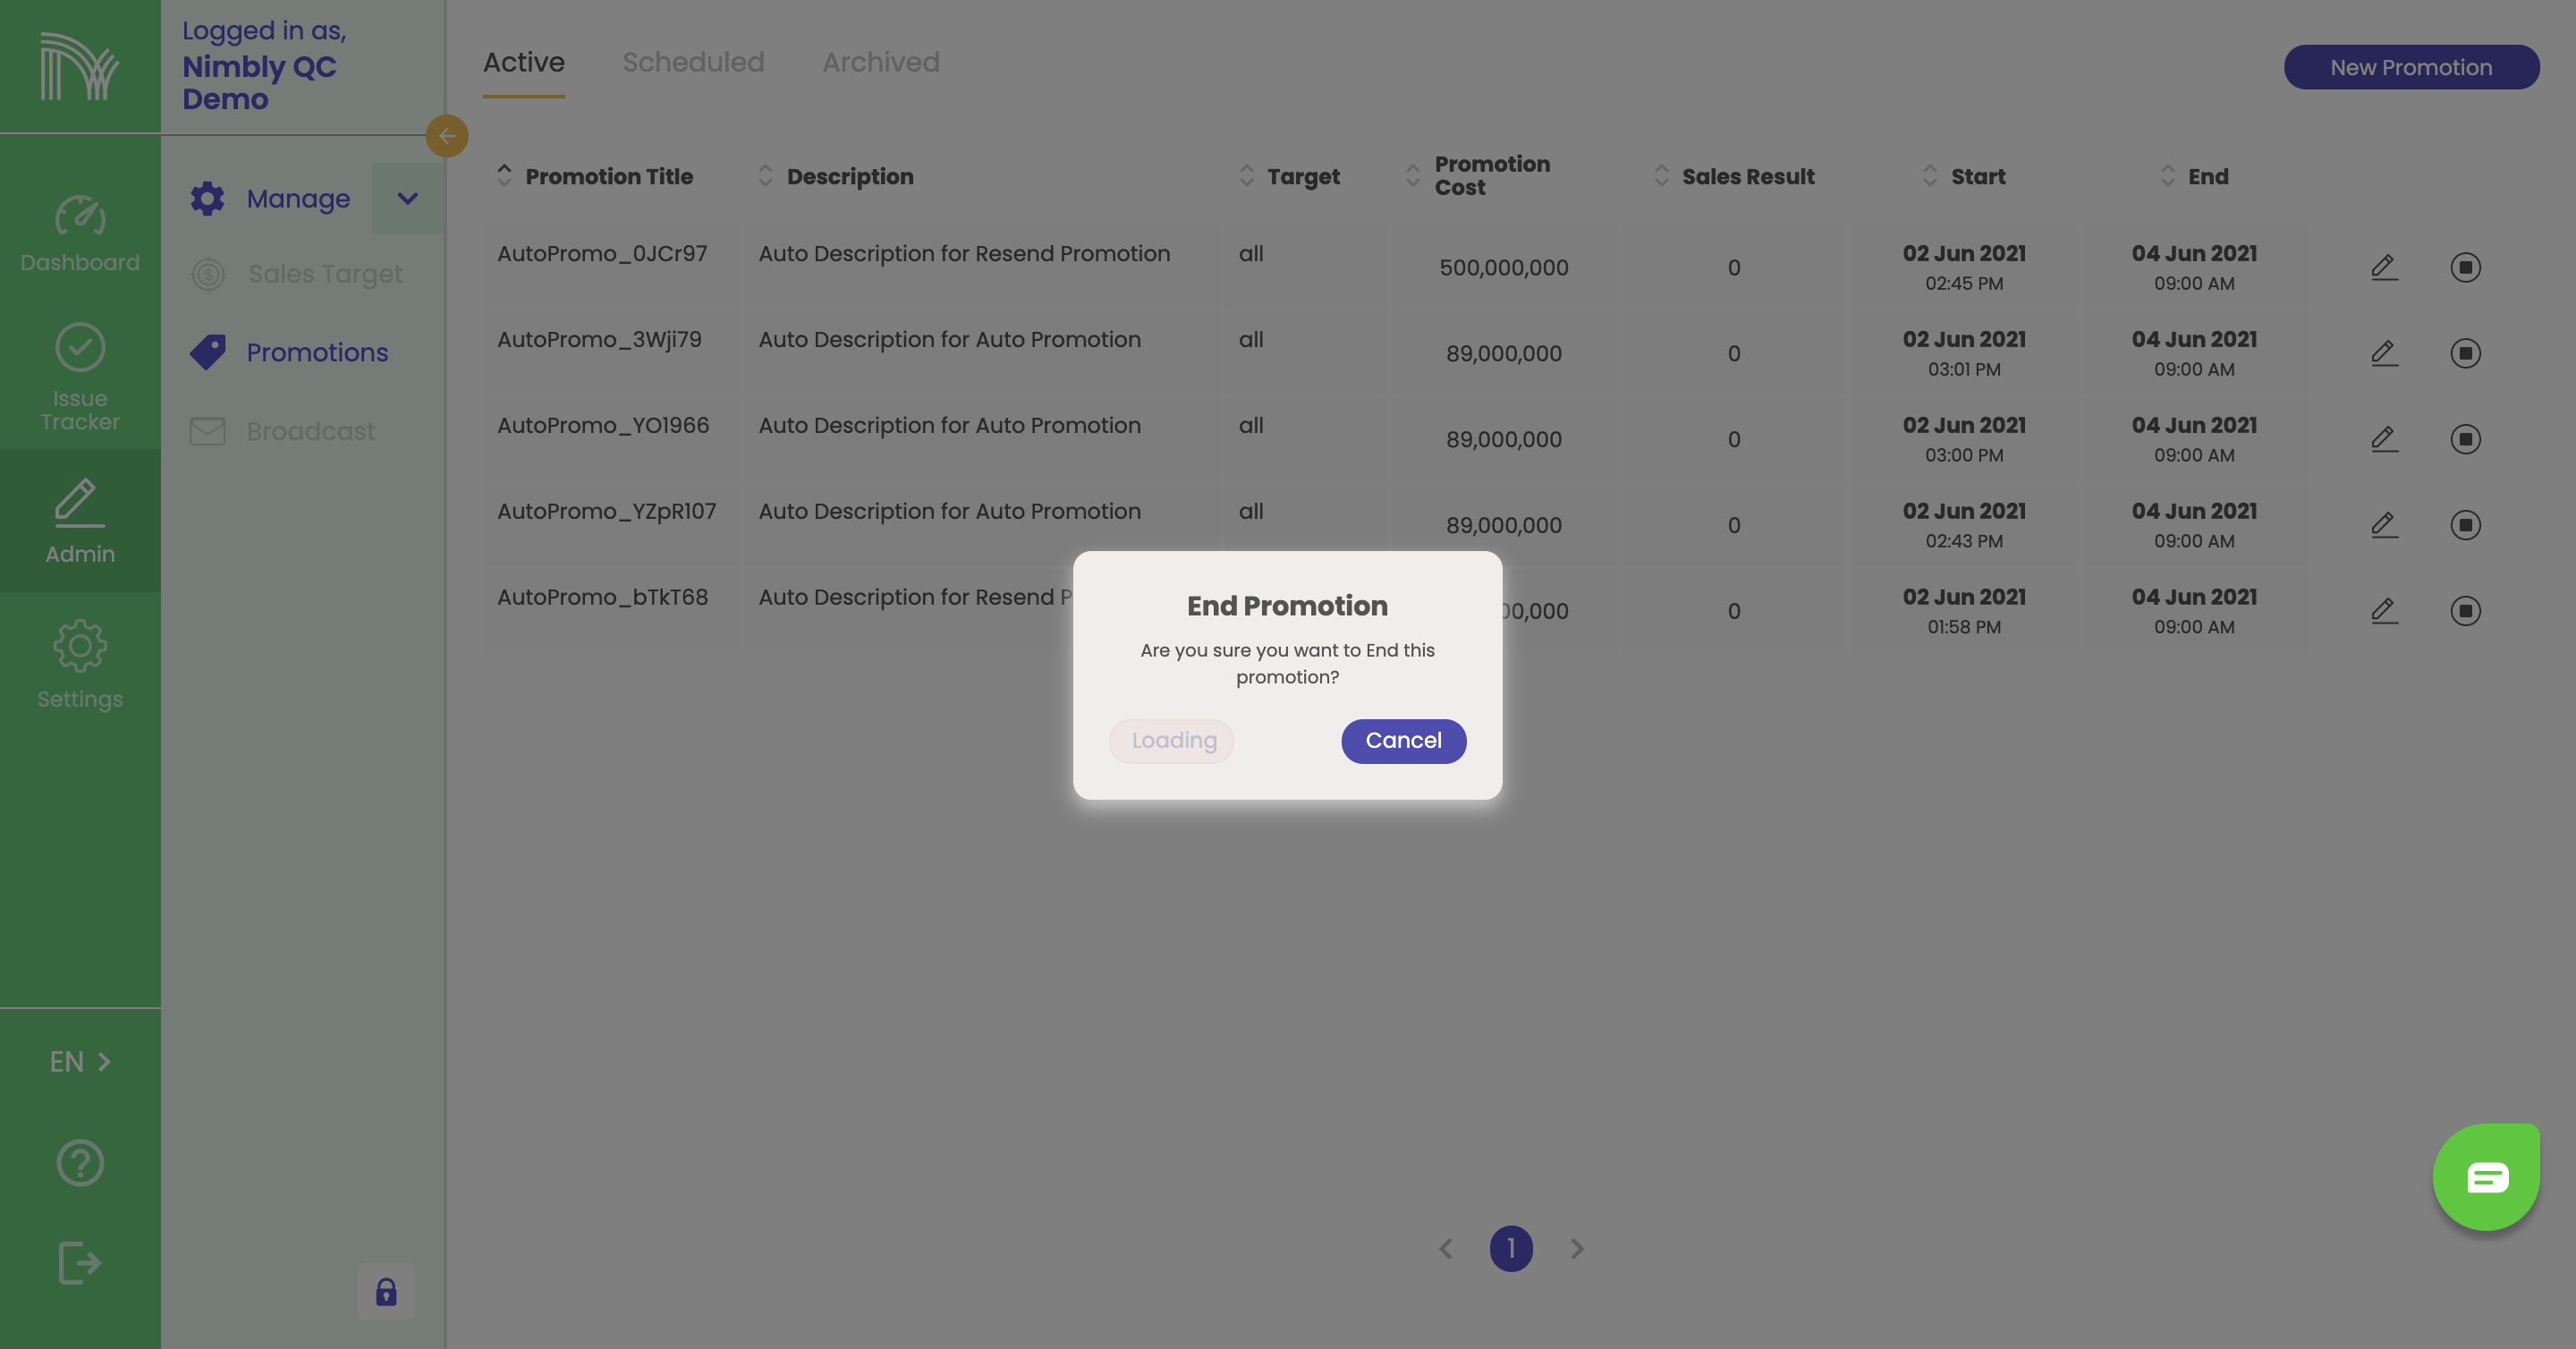 Logged in as,
Nimbly QC
Demo
Dashboard
Issue
Tracker
Admin
Settings
EN
Manage
Sales Target
Promotions
Broadcast
Active Scheduled Archived
New Promotion
Promotion Title Description Target Promotion Cost Sales Result Start End
AutoPromo_0JCr97 Auto Description for Resend Promotion all 500,000,000 0 02 Jun 2021 04 Jun 2021
02:45 PM 09:00 AM
AutoPromo_3Wji79 Auto Description for Auto Promotion all 89,000,000 0 02 Jun 2021 04 Jun 2021
03:01 PM 09:00 AM
AutoPromo_YO1966 Auto Description for Auto Promotion all 89,000,000 0 02 Jun 2021 04 Jun 2021
03:00 PM 09:00 AM
AutoPromo_YZpR107 Auto Description for Auto Promotion all 89,000,000 0 02 Jun 2021 04 Jun 2021
02:43 PM 09:00 AM
AutoPromo_bTkT68 Auto Description for Resend 0 02 Jun 2021 04 Jun 2021
01:58 PM 09:00 AM
End Promotion
Are you sure you want to End this
promotion?
Loading Cancel
1